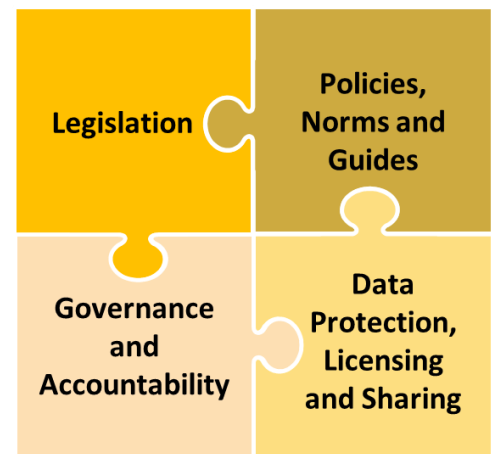 Legislation
Policies,
Norms and
Guides
Governance
and
Accountability
Data
Protection,
Licensing
and Sharing